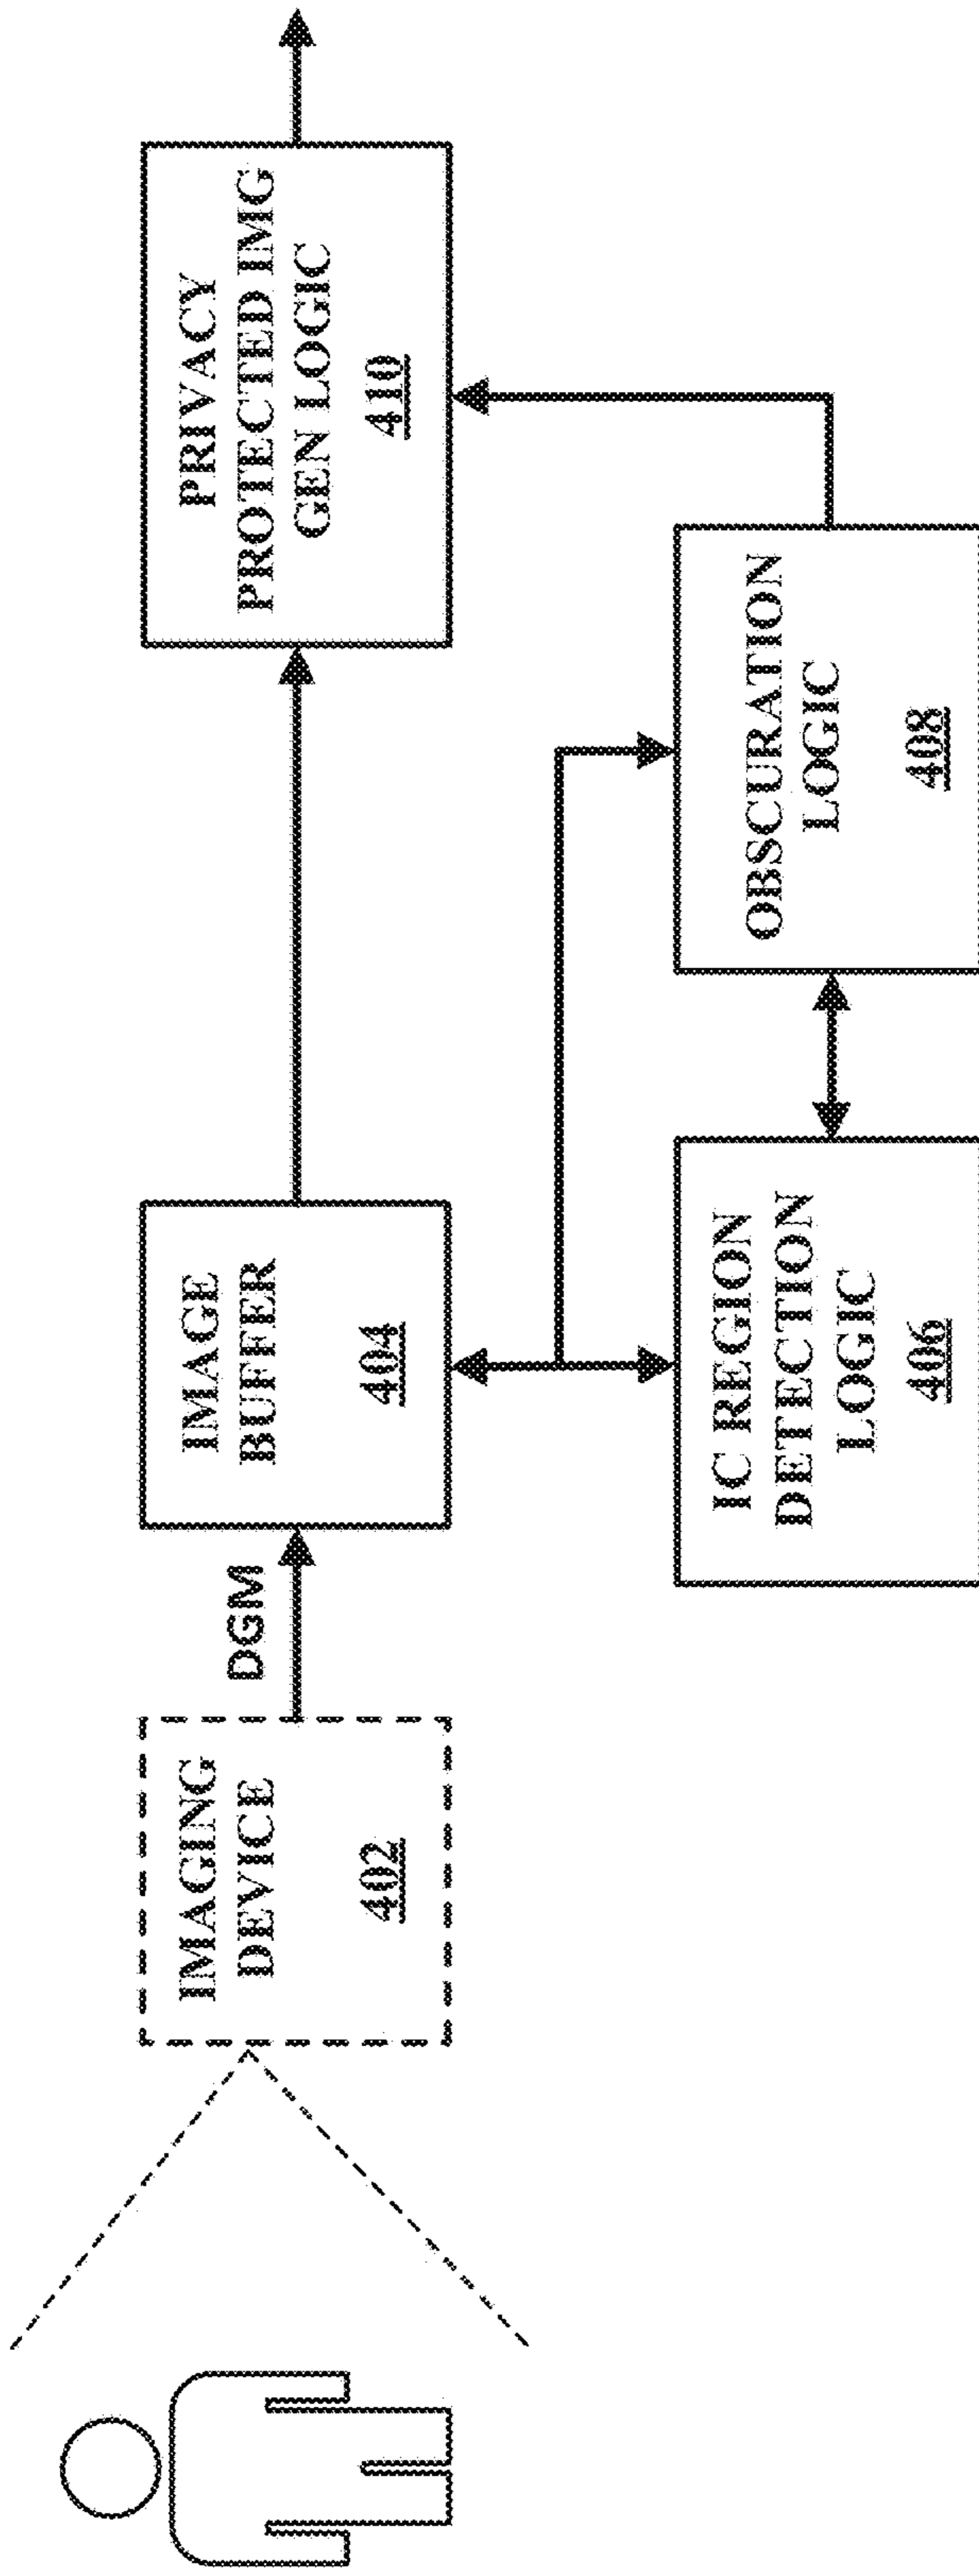 IMAGING
DEVICE
402
DGM
IMAGE
BUFFER
404
PRIVACY
PROTECTED IMG
GEN LOGIC
410
IC REGION
DETECTION
LOGIC
406
OBSCURATION
LOGIC
408